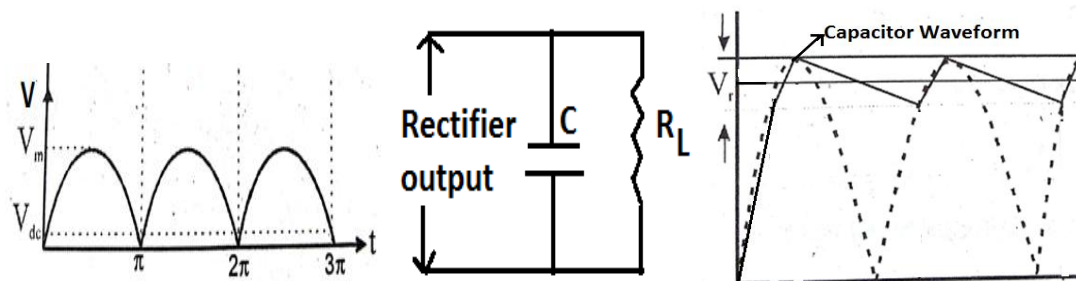 V
Vm
Vdc
π
2π
3π
t
Rectifier
output
C
RL
Capacitor Waveform
Vr